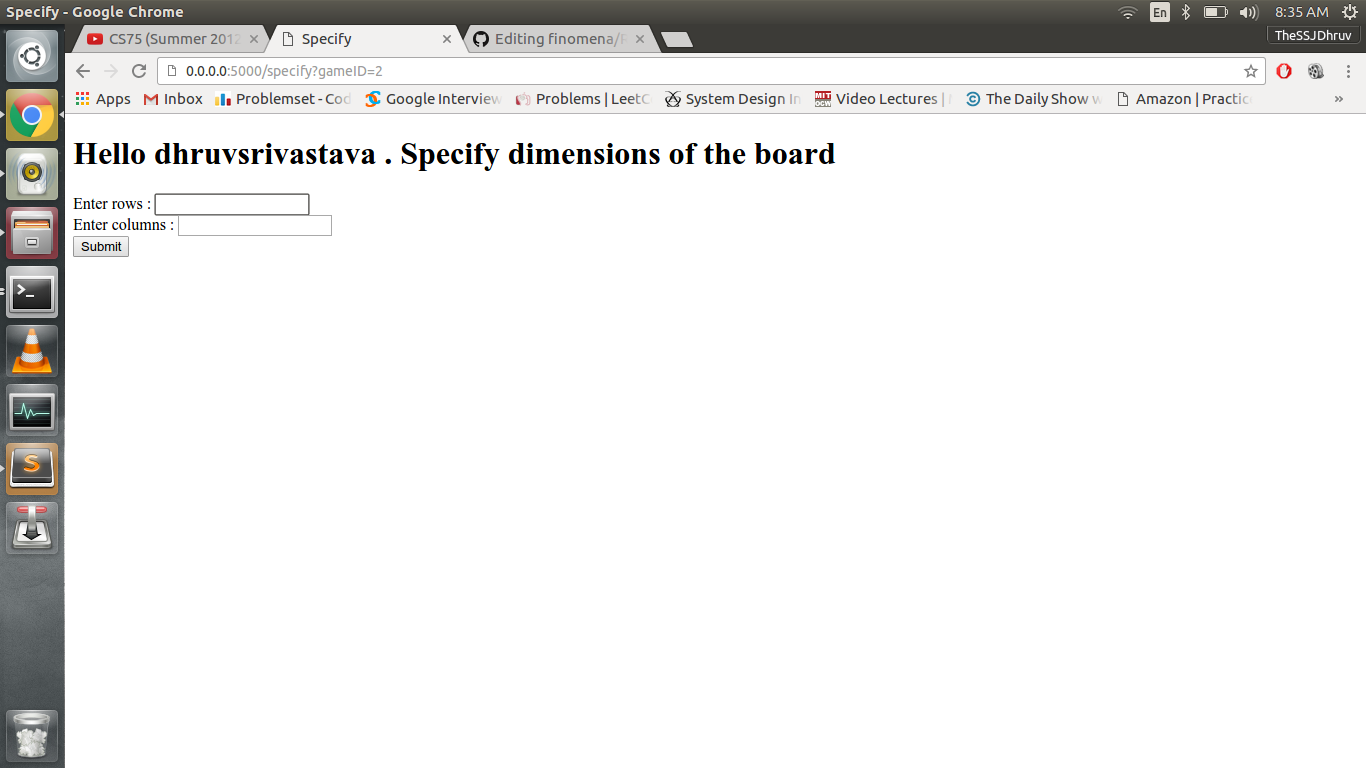 Specify - Google Chrome
En
8:35 AM
TheSSJDhruv
CS75 (Summer 2012
Specify
Editing finomena/
0.0.0.0:5000/specify?gameID=2
Apps
Inbox
Problemset - Cod
Google Interview
Problems | LeetC
System Design In
Video Lectures |
The Daily Show w
Amazon | Practic
»
Hello dhruvsrivastava . Specify dimensions of the board
Enter rows :
Enter columns :
Submit